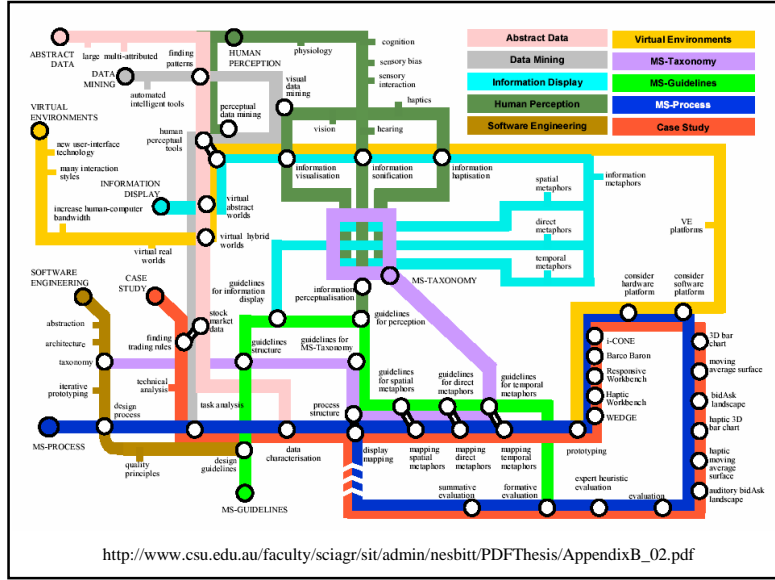 ABSTRACT
DATA
large
multi-attributed
finding
patterns
HUMAN
PERCEPTION
physiology
cognition
sensory bias
sensory
interaction
haptics
Abstract Data
Data Mining
Information Display
Human Perception
Software Engineering
Virtual Environments
MS-Taxonomy
MS-Guidelines
MS-Process
Case Study
DATA
MINING
automated
intelligent tools
visual
data
mining
perceptual
data mining
vision
hearing
VIRTUAL
ENVIRONMENTS
new user-interface
technology
many interaction
styles
human
perceptual
tools
information
visualisation
information
sonification
information
haptisation
INFORMATION
DISPLAY
increase human-computer
bandwidth
virtual
abstract
worlds
virtual hybrid
worlds
virtual real
worlds
spatial
metaphors
direct
metaphors
temporal
metaphors
information
metaphors
VE
platforms
SOFTWARE
ENGINEERING
CASE
STUDY
guidelines
for information
display
information
perceptualisation
MS-TAXONOMY
consider
hardware
platform
consider
software
platform
abstraction
architecture
taxonomy
iterative
prototyping
finding
trading rules
stock
market
data
guidelines
structure
guidelines for
MS-Taxonomy
guidelines
for perception
technical
analysis
guidelines
for spatial
metaphors
guidelines
for direct
metaphors
guidelines
for temporal
metaphors
i-CONE
Barco Baron
Responsive
Workbench
Haptic
Workbench
WEDGE
3D bar
chart
moving
average surface
bidAsk
landscape
haptic 3D
bar chart
haptic
moving
average
surface
auditory bidAsk
landscape
MS-PROCESS
design
process
task analysis
process
structure
quality
principles
design
guidelines
data
characterisation
display
mapping
mapping
spatial
metaphors
mapping
direct
metaphors
mapping
temporal
metaphors
prototyping
MS-GUIDELINES
summative
evaluation
formative
evaluation
expert heuristic
evaluation
evaluation
http://www.csu.edu.au/faculty/sciagr/sit/admin/nesbitt/PDFThesis/AppendixB_02.pdf